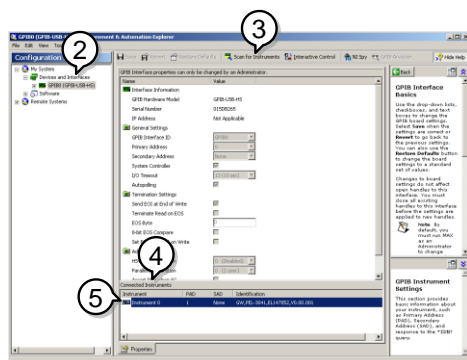 GPIB0 (GPIB-USB-HS) Measurement & Automation Explorer
File Edit View Tools
Configuration
2
3
Save Revert Restore Defaults Scan for Instruments Interactive Control NI Spy Hide Help
My System
Devices and Interfaces
GPIB0 (GPIB-USB-HS)
Software
Remote Systems
GPIB Interface properties can only be changed by an Administrator.
Name Value
Interface Information
GPIB Hardware Model GPIB-USB-HS
Serial Number
IP Address Not Applicable
General Settings
GPIB Interface ID GPIB0
Primary Address 0
Secondary Address None
System Controller
I/O Timeout
Autopolling
Termination Settings
Send EOI at End of Write
Terminate Read on EOS
EOS Byte 0
8-bit EOS Compare
4
Connected Instruments
Instrument PAD SAD Identification
5
Instrument 0 1 None
Properties
Back
GPIB Interface Basics
Use the drop-down lists,
checkboxes, and text
boxes to change the
GPIB board settings.
Select Save when the
settings are correct or
Revert to go back to
the previous settings.
You can also use the
Restore Defaults button
to change the board
settings to a standard
set of values.
Changes to board
settings do not affect
open handles to this
interface. You must
close all existing
handles to this interface
before the settings are
applied to new handles.
Note By
default, you
must run MAX
as an
Administrator
to change
GPIB Instrument
Settings
This section provides
basic information about
your instrument, such
as Primary Address
(PAD), Secondary
Address (SAD), and
response to the *IDN?
query.